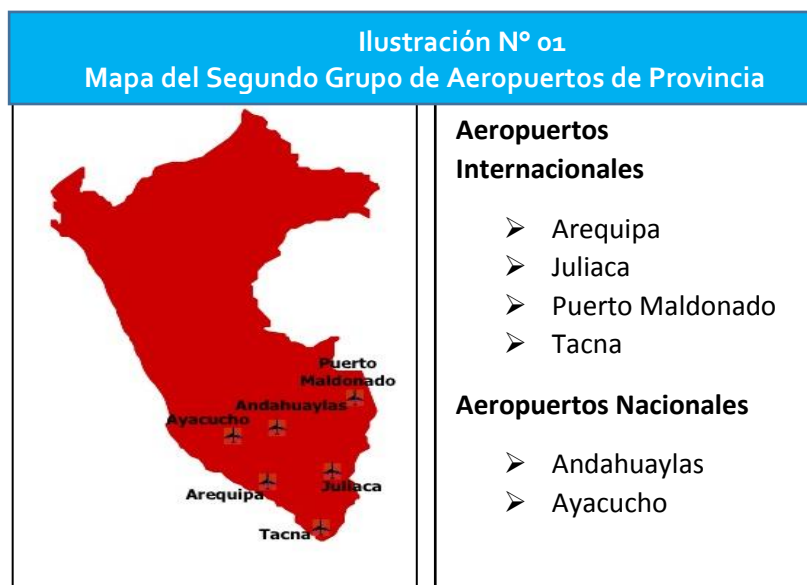 Ilustración N° 01
Mapa del Segundo Grupo de Aeropuertos de Provincia
Puerto
Maldonado
Andahuaylas
Ayacucho
Juliaca
Arequipa
Tacna
Aeropuertos
Internacionales
➢ Arequipa
➢ Juliaca
➢ Puerto Maldonado
➢ Tacna
Aeropuertos Nacionales
➢ Andahuaylas
➢ Ayacucho